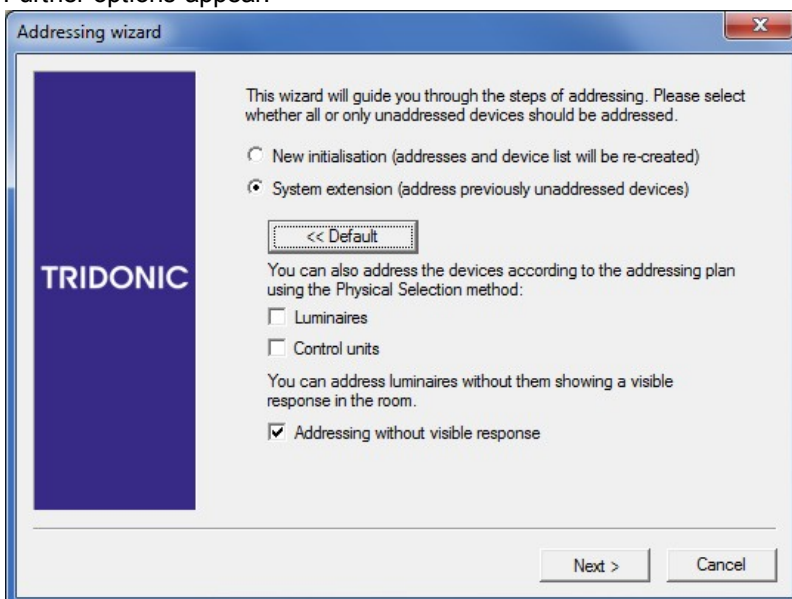 Further options appear.
Addressing wizard
This wizard will guide you through the steps of addressing. Please select
whether all or only unaddressed devices should be addressed.
New initialisation (addresses and device list will be re-created)
System extension (address previously unaddressed devices)
<< Default
TRIDONIC
You can also address the devices according to the addressing plan
using the Physical Selection method:
Luminaires
Control units
You can address luminaires without them showing a visible
response in the room.
Addressing without visible response
Next >
Cancel